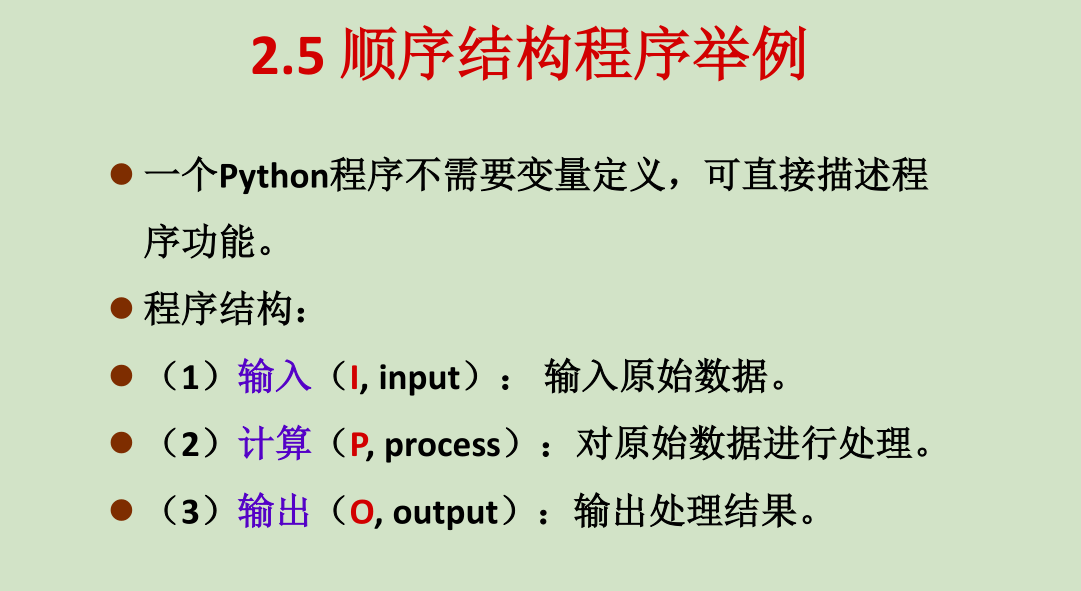 2.5 顺序结构程序举例
● 一个Python程序不需要变量定义，可直接描述程
序功能。
● 程序结构：
● （1）输入（I, input）： 输入原始数据。
● （2）计算（P, process）：对原始数据进行处理。
● （3）输出（O, output）：输出处理结果。